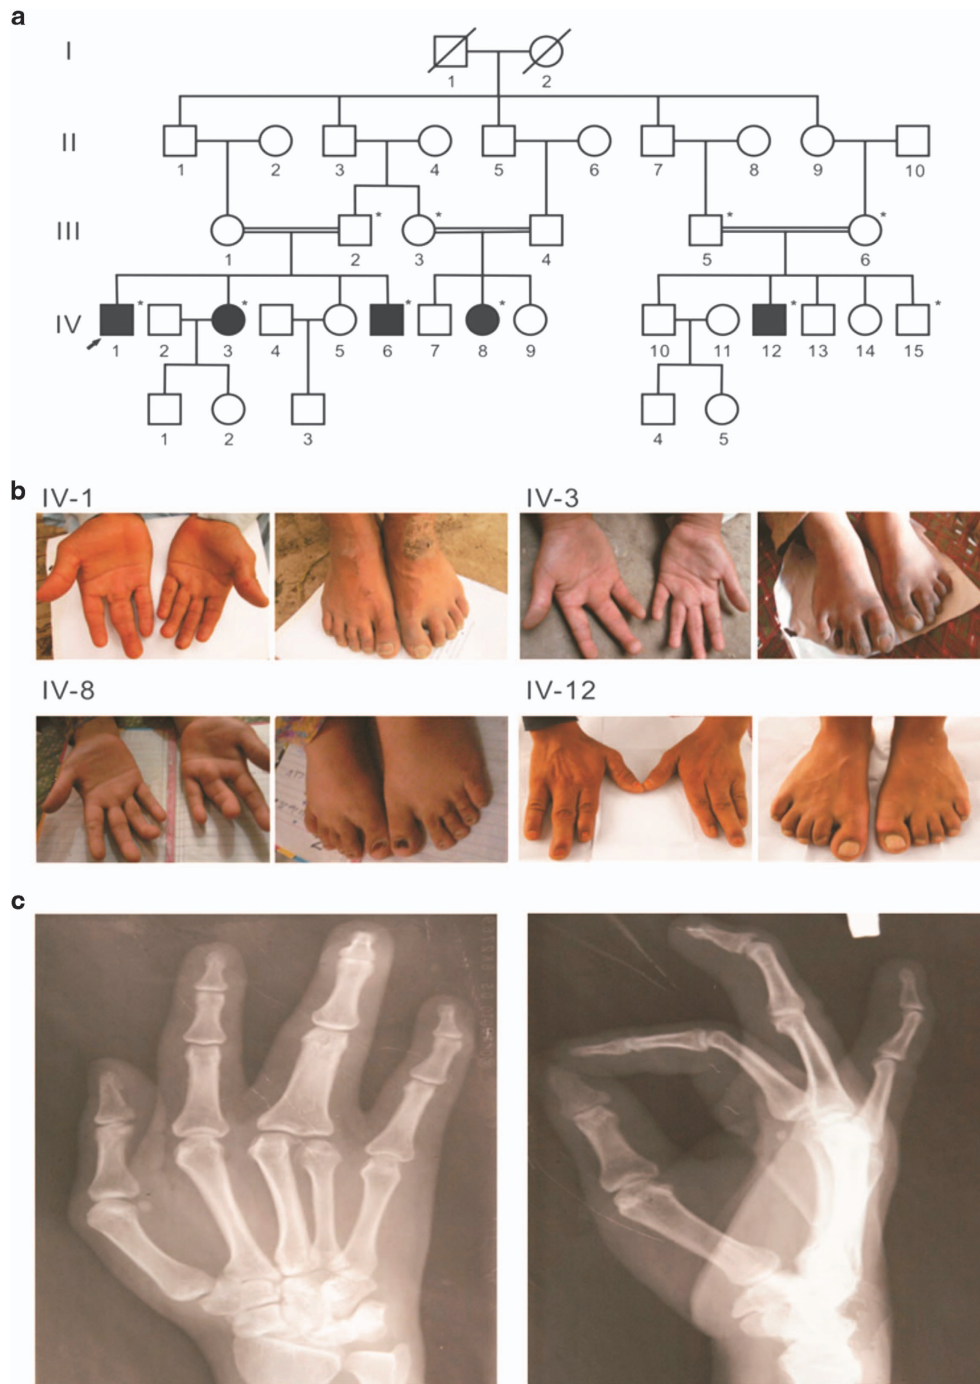 a
I
1 2
II
1 2 3 4 5 6 7 8 9 10
* * * *
III
1 2 3 4 5 6
* * * * * *
IV
1 2 3 4 5 6 7 8 9 10 11 12 13 14 15
1 2 3 4 5
b
IV-1 IV-3
IV-8 IV-12
c